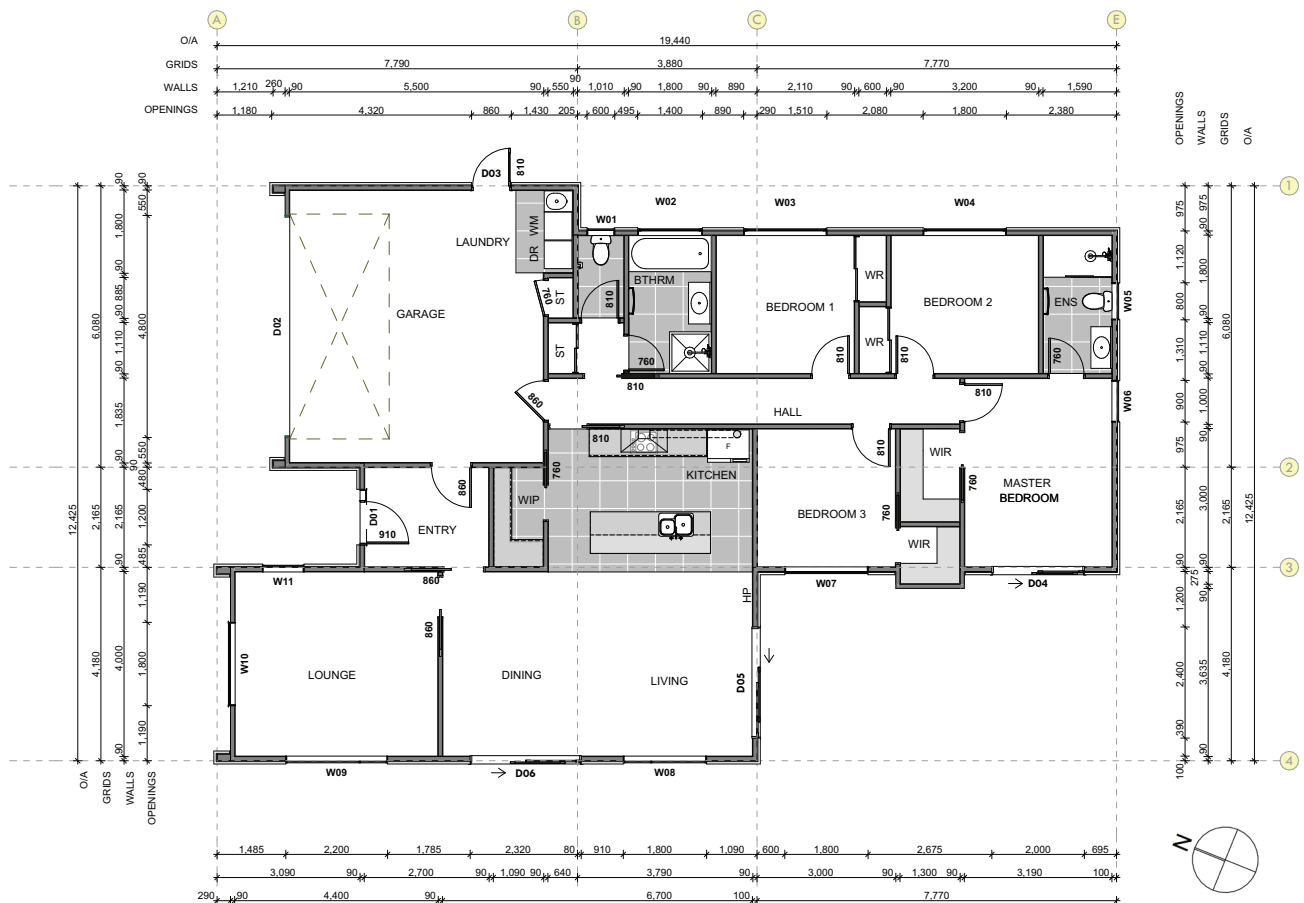 A B C E
O/A 19,440
GRIDS 7,790 3,880 7,770
WALLS 1,210 260 90 5,500 90 550 90 1,010 90 1,800 90 890 2,110 90 600 90 3,200 90 1,590
OPENINGS 1,180 4,320 860 1,430 205 600 495 1,400 890 290 1,510 2,080 1,800 2,380
OPENINGS
WALLS
GRIDS
O/A
D03
810
1
W01
W02
W03
W04
LAUNDRY
WM
DR
BTHRM
WR
BEDROOM 1
BEDROOM 2
ENS
W05
GARAGE
D02
760
ST
810
ST
760
810
WR
810
810
760
810
860
HALL
810
W06
810
810
F
KITCHEN
760
WIP
860
D01
910
ENTRY
WIR
760
MASTER
BEDROOM
2
BEDROOM 3
760
WIR
3
W11
860
HP
W07
D04
860
W10
LOUNGE
DINING
LIVING
D05
W09
D06
W08
4
12,425
6,080
2,165
4,180
90
1,800
90
885
90
1,110
90
1,835
90
90
2,165
90
4,000
90
90
550
4,800
550
480
1,200
485
1,190
1,800
1,190
O/A
GRIDS
WALLS
OPENINGS
975
1,120
800
1,310
900
975
2,165
90
1,200
2,400
390
100
975
90
1,800
90
1,110
90
1,000
90
3,000
90
275
90
3,635
90
6,080
2,165
4,180
12,425
N
1,485 2,200 1,785 2,320 80 910 1,800 1,090 600 1,800 2,675 2,000 695
3,090 90 2,700 90 1,090 90 640 3,790 90 3,000 90 1,300 90 3,190 100
290 90 4,400 90 6,700 100 7,770